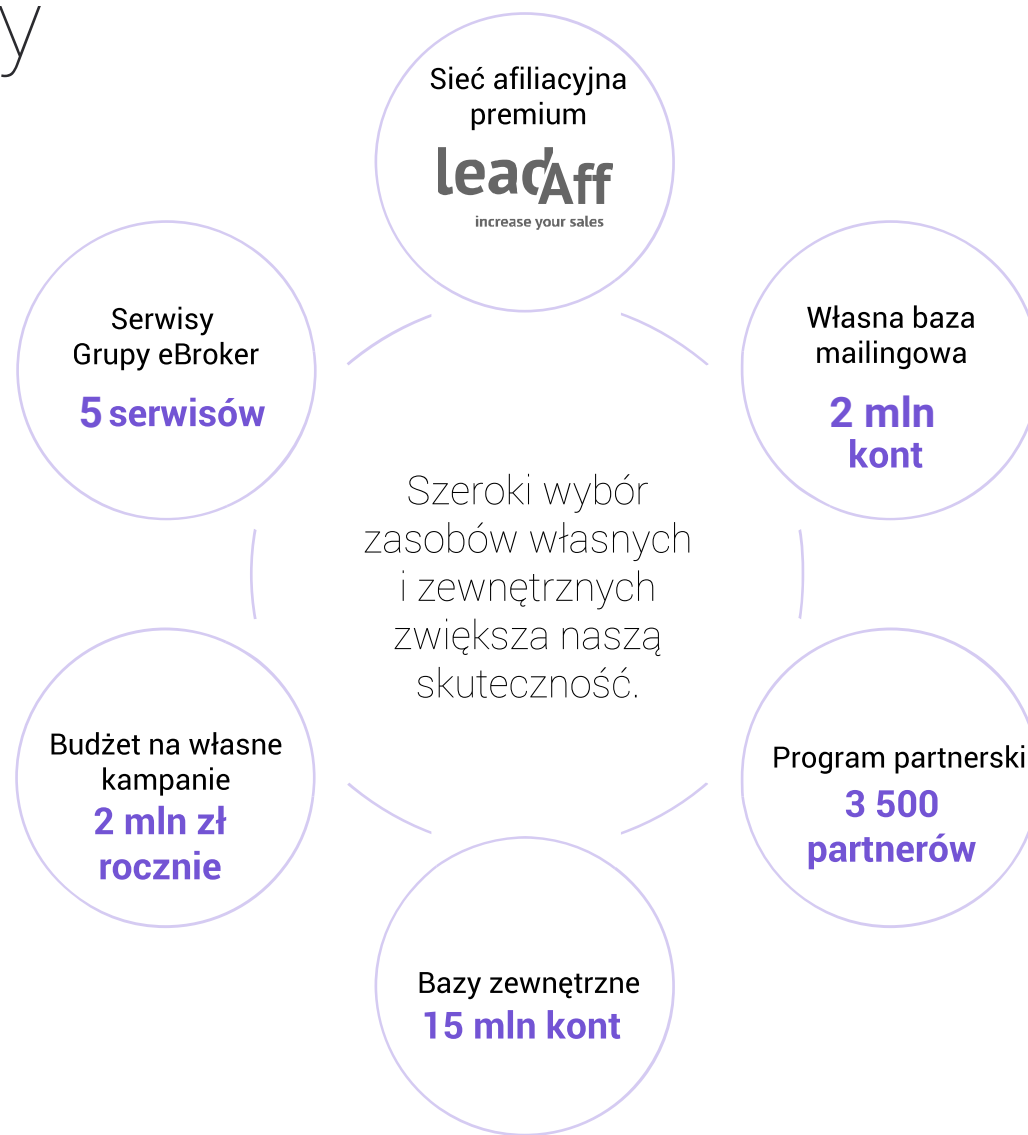 y
Sieć afiliacyjna
premium
leadAff
increase your sales
Serwisy
Grupy eBroker
5 serwisów
Własna baza
mailingowa
2 mln
kont
Szeroki wybór
zasobów własnych
i zewnętrznych
zwiększa naszą
skuteczność.
Budżet na własne
kampanie
2 mln zł
rocznie
Program partnerski
3 500
partnerów
Bazy zewnętrzne
15 mln kont